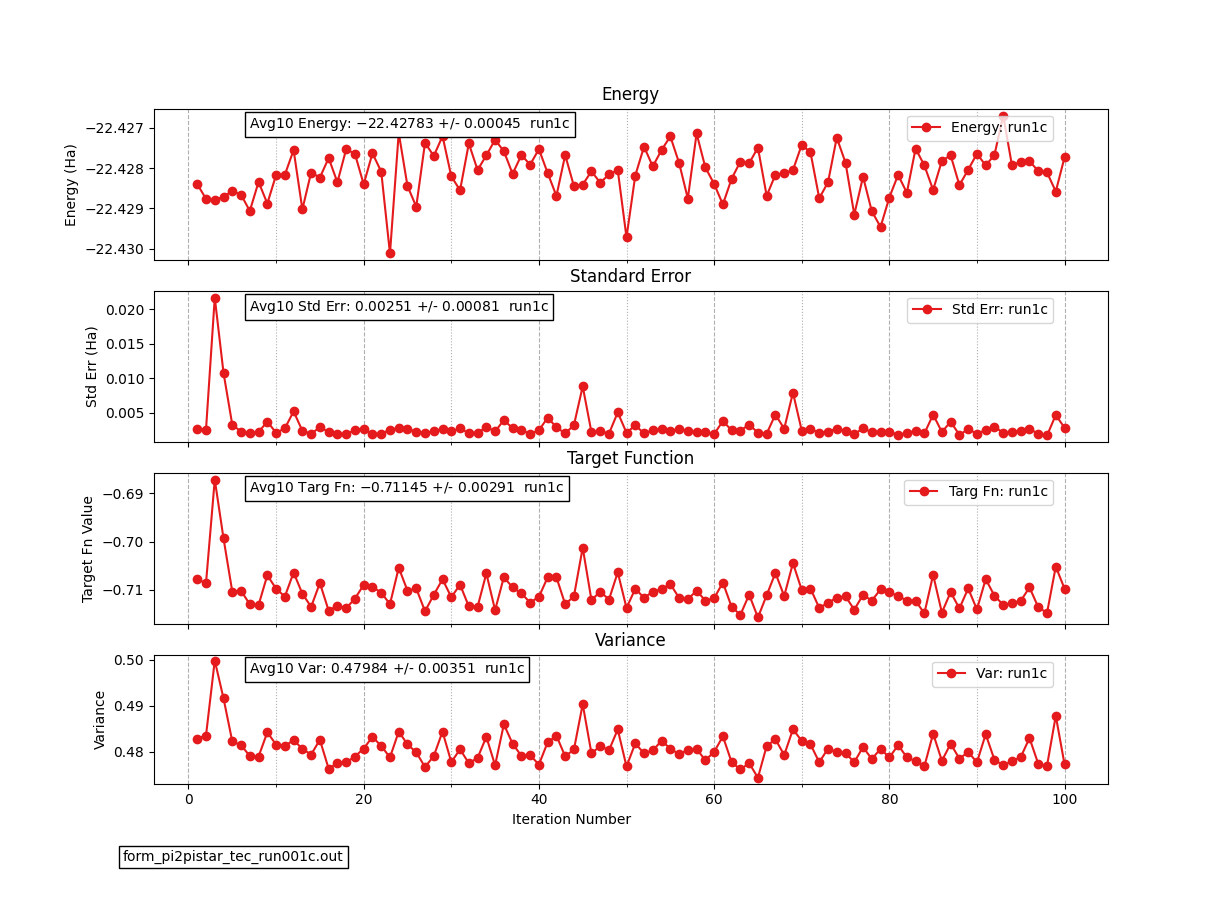 Energy
Avg10 Energy: −22.42783 +/- 0.00045 run1c
Energy: run1c
Energy (Ha)
−22.427
−22.428
−22.429
−22.430
Standard Error
Avg10 Std Err: 0.00251 +/- 0.00081 run1c
Std Err: run1c
Std Err (Ha)
0.020
0.015
0.010
0.005
Target Function
Avg10 Targ Fn: −0.71145 +/- 0.00291 run1c
Targ Fn: run1c
Target Fn Value
−0.69
−0.70
−0.71
Variance
Avg10 Var: 0.47984 +/- 0.00351 run1c
Var: run1c
Variance
0.50
0.49
0.48
0 20 40 60 80 100
Iteration Number
form_pi2pistar_tec_run001c.out